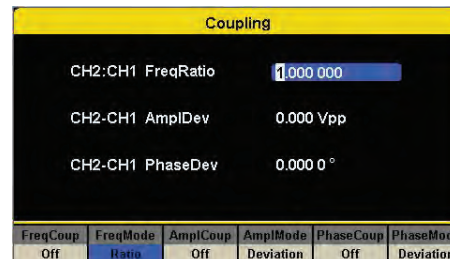 Coupling
CH2:CH1 FreqRatio 1.000 000
CH2-CH1 AmplDev 0.000 Vpp
CH2-CH1 PhaseDev 0.000 0 °
FreqCoup FreqMode AmplCoup AmplMode PhaseCoup PhaseMod
Off Ratio Off Deviation Off Deviation